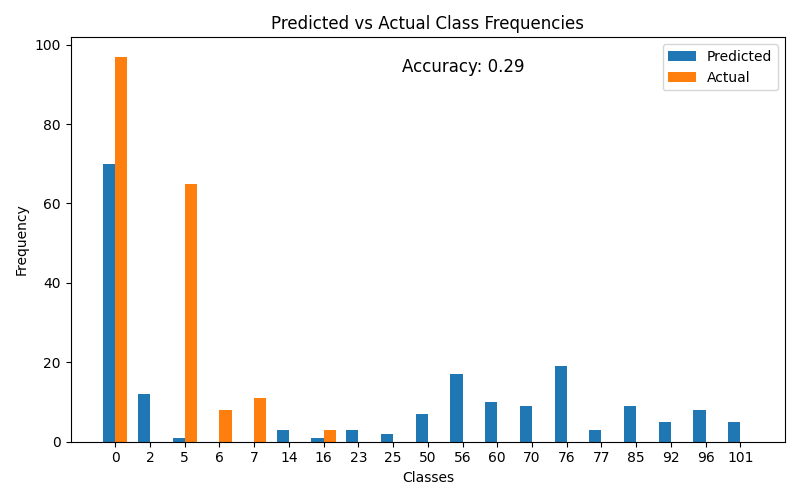 Predicted vs Actual Class Frequencies
Accuracy: 0.29
Predicted
Actual
100
80
60
40
20
0
Frequency
0 2 5 6 7 14 16 23 25 50 56 60 70 76 77 85 92 96 101
Classes